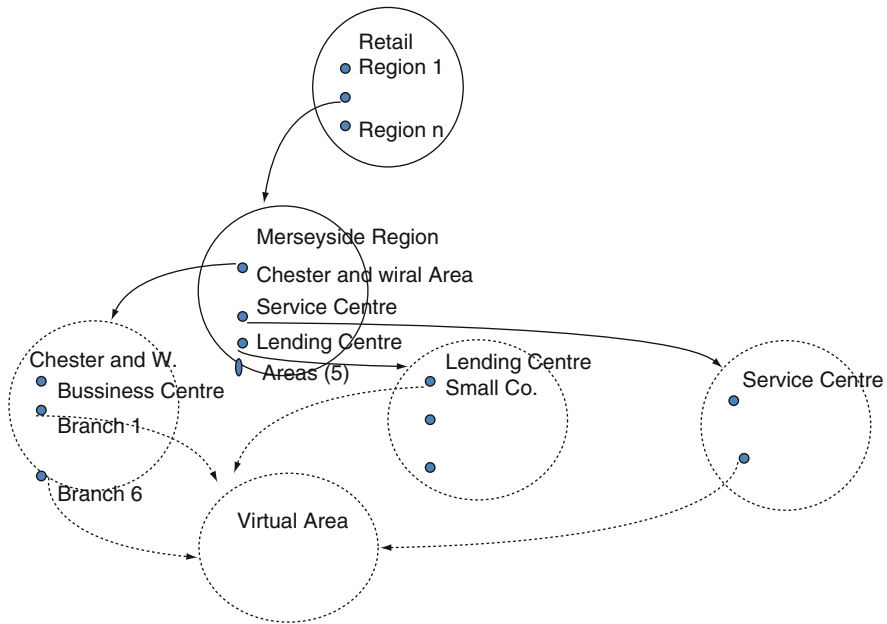 Retail
Region 1
Region n
Merseyside Region
Chester and wiral Area
Service Centre
Lending Centre
Areas (5)
Chester and W.
Bussiness Centre
Branch 1
Branch 6
Lending Centre
Small Co.
Service Centre
Virtual Area